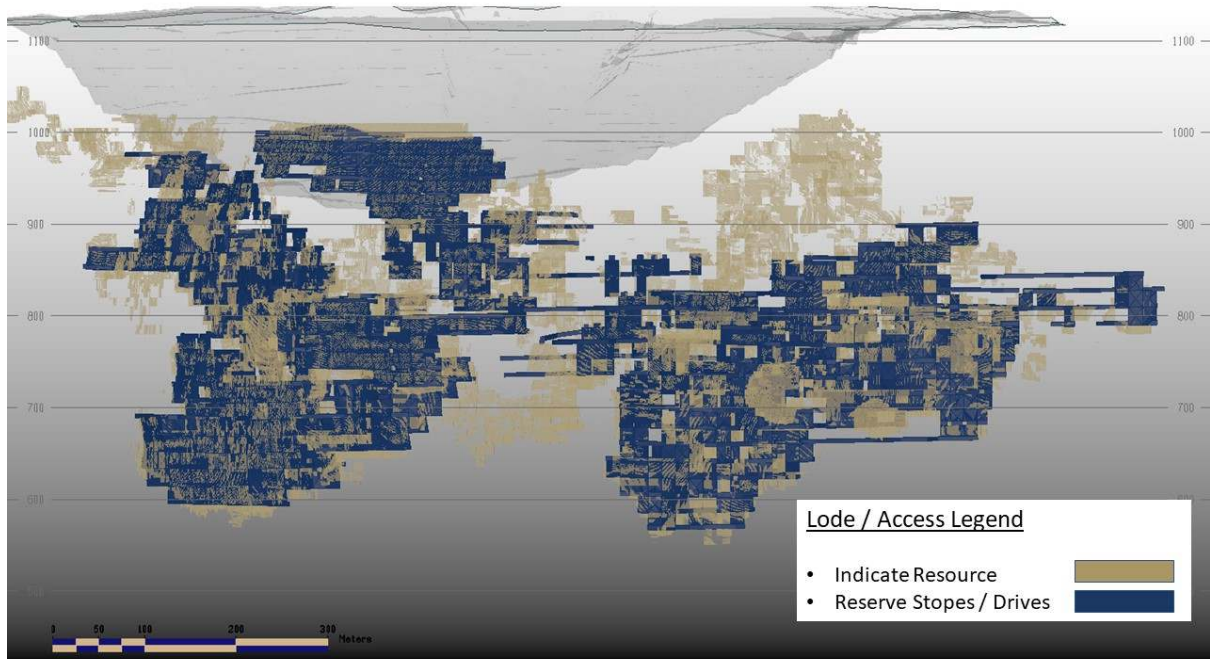 1100 1100
1000 1000
900 900
800 800
700 700
600
Lode / Access Legend
• Indicate Resource
• Reserve Stopes / Drives
0 50 100 200 300
Meters